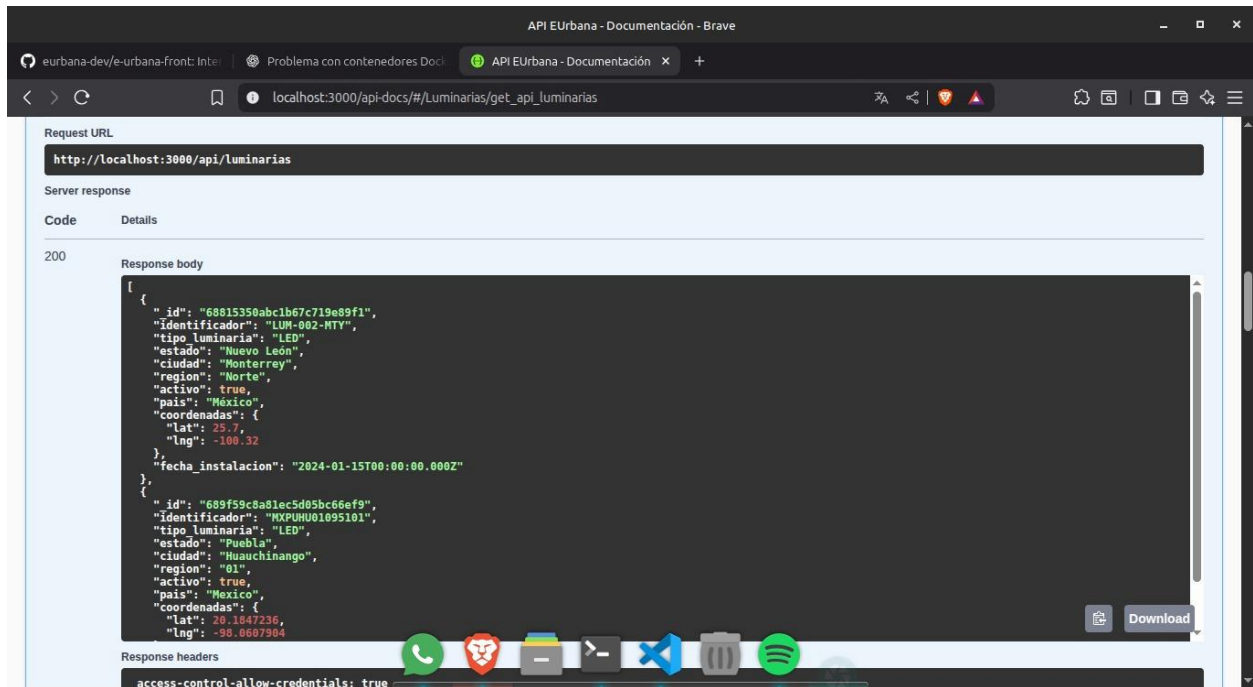 API EUrbana - Documentación - Brave
eurbana-dev/e-urbana-front: Inte
Problema con contenedores Dock
API EUrbana - Documentación
localhost:3000/api-docs/#/Luminarias/get_api_luminarias
Request URL
http://localhost:3000/api/luminarias
Server response
Code Details
200
Response body
[
{
"_id": "68815350abc1b67c719e89f1",
"identificador": "LUM-002-MTY",
"tipo_luminaria": "LED",
"estado": "Nuevo León",
"ciudad": "Monterrey",
"region": "Norte",
"activo": true,
"pais": "México",
"coordenadas": {
"lat": 25.7,
"lng": -100.32
},
"fecha_instalacion": "2024-01-15T00:00:00.000Z"
},
{
"_id": "689f59c8a81ec5d05bc66ef9",
"identificador": "MXPUHU01095101",
"tipo_luminaria": "LED",
"estado": "Puebla",
"ciudad": "Huauchinango",
"region": "01",
"activo": true,
"pais": "Mexico",
"coordenadas": {
"lat": 20.1847236,
"lng": -98.0607904
Download
Response headers
access-control-allow-credentials: true